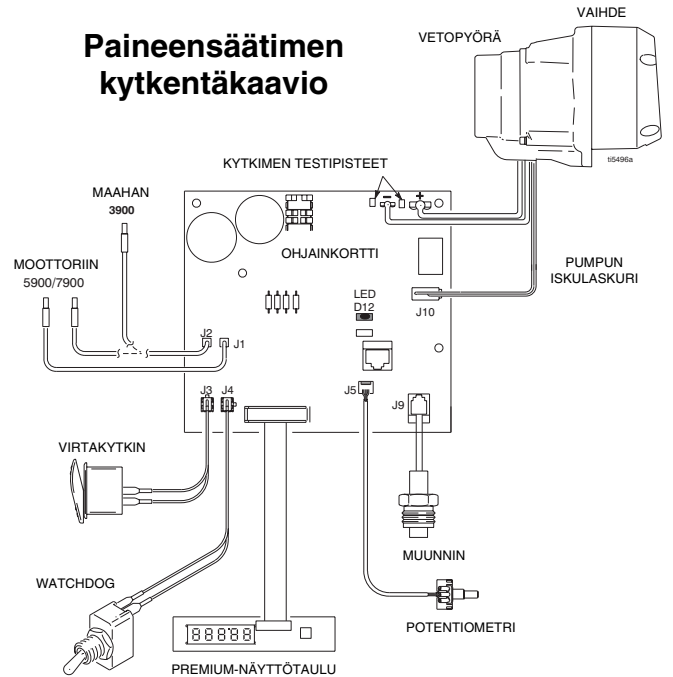 Paineensäätimen
kytkentäkaavio
VAIHDE
VETOPYÖRÄ
ti5496a
KYTKIMEN TESTIPISTEET
MAAHAN
3900
- +
OHJAINKORTTI
MOOTTORIIN
5900/7900
PUMPUN
ISKULASKURI
LED
D12
J10
J2
J1
J3 J4
J5
J9
VIRTAKYTKIN
MUUNNIN
WATCHDOG
POTENTIOMETRI
88888
PREMIUM-NÄYTTÖTAULU